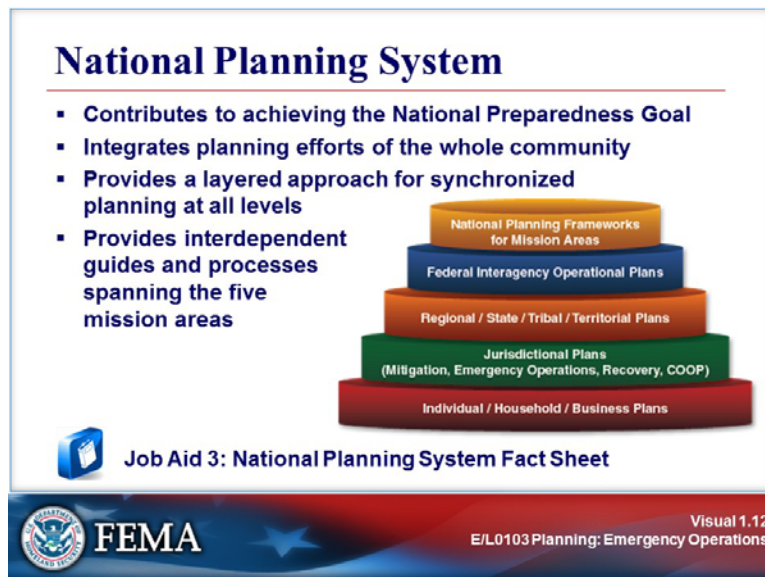 National Planning System
▪ Contributes to achieving the National Preparedness Goal
▪ Integrates planning efforts of the whole community
▪ Provides a layered approach for synchronized
planning at all levels
▪ Provides interdependent
guides and processes
spanning the five
mission areas
National Planning Frameworks
for Mission Areas
Federal Interagency Operational Plans
Regional / State / Tribal / Territorial Plans
Jurisdictional Plans
(Mitigation, Emergency Operations, Recovery, COOP)
Individual / Household / Business Plans
Job Aid 3: National Planning System Fact Sheet
FEMA
Visual 1.12
E/L0103 Planning: Emergency Operations